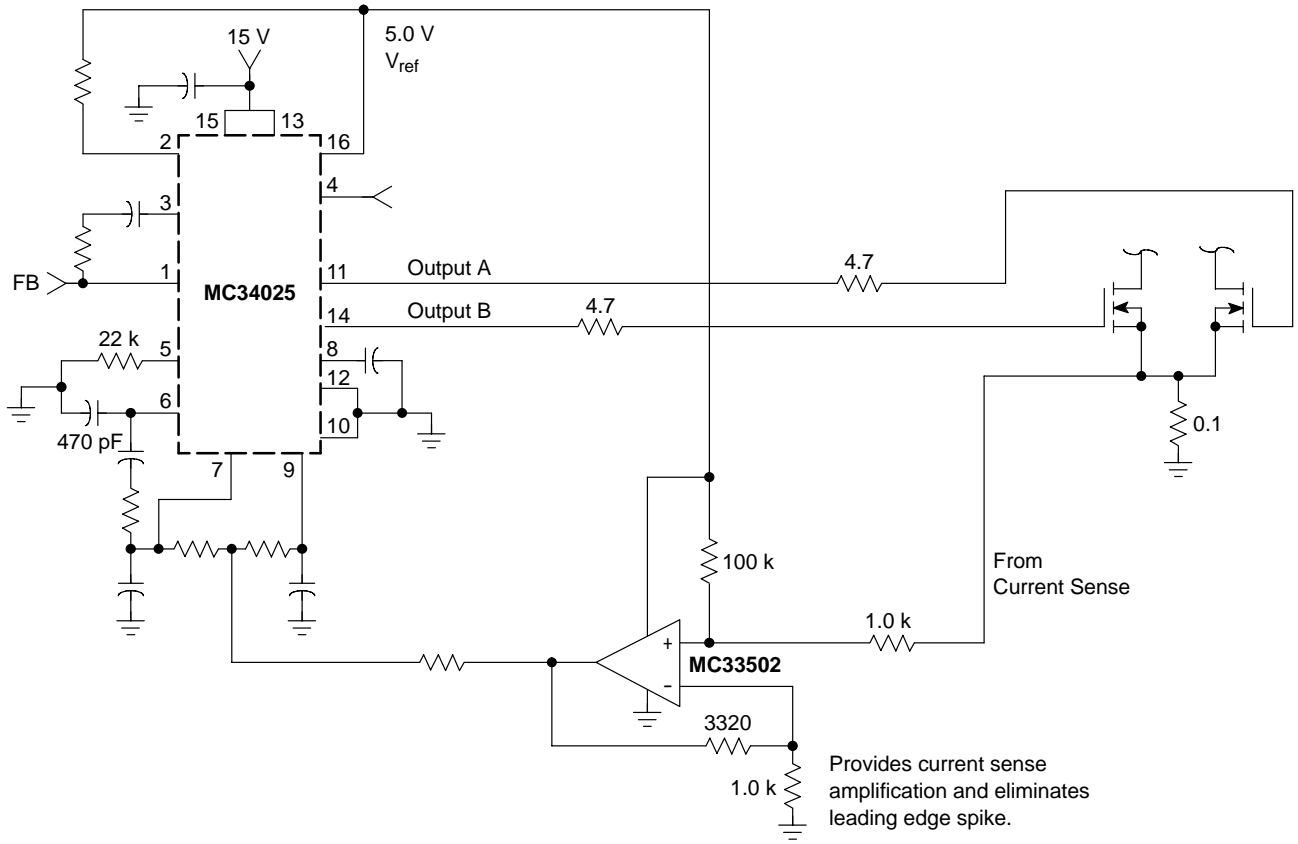 15 V
5.0 V
Vref
15
13
2
16
4
3
FB
1
MC34025
11
Output A
4.7
14
Output B
4.7
22 k
5
8
12
6
470 pF
10
7
9
0.1
100 k
From
Current Sense
1.0 k
+
MC33502
-
3320
1.0 k
Provides current sense
amplification and eliminates
leading edge spike.